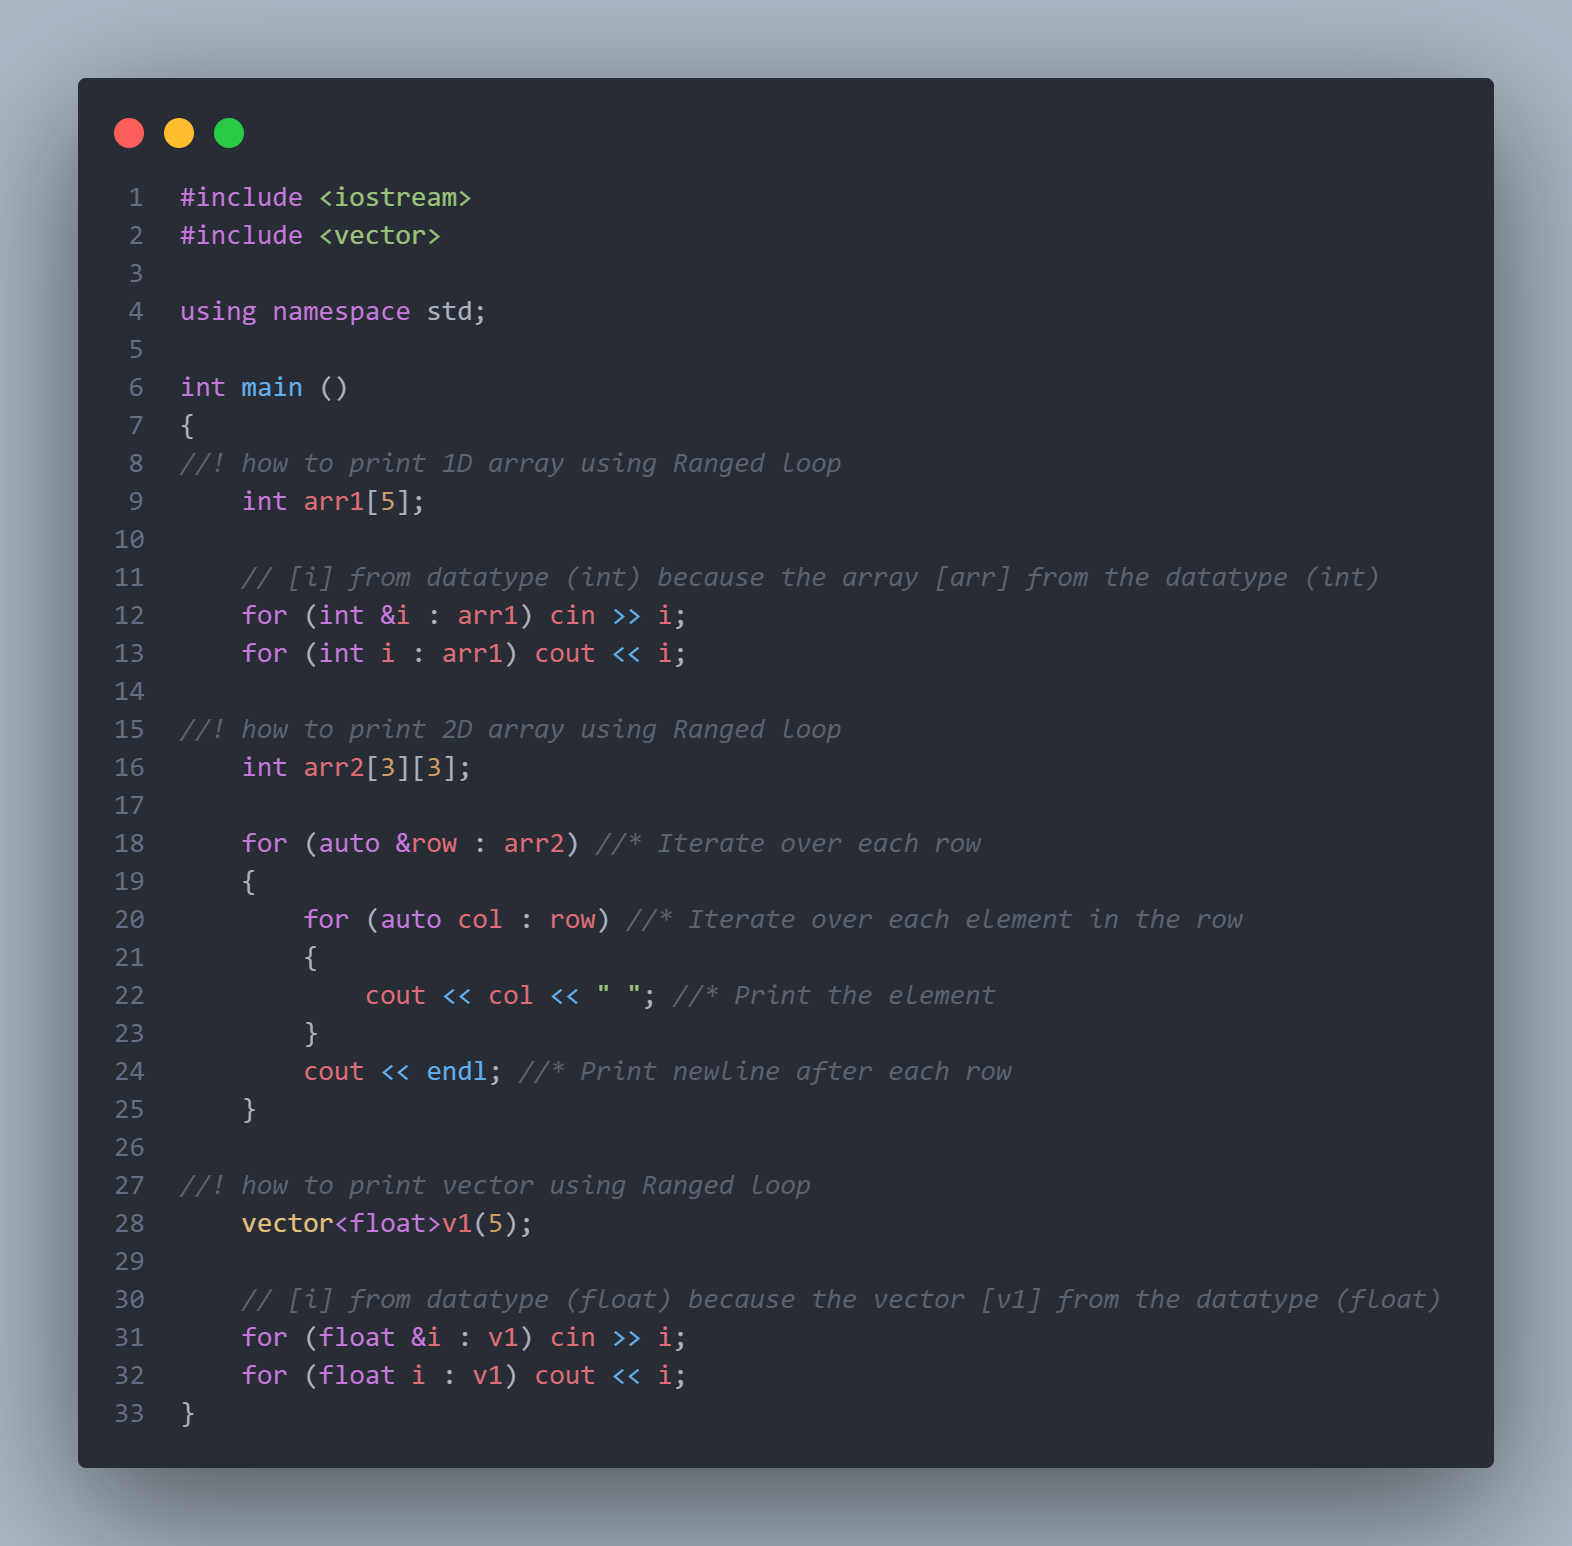 1 #include <iostream>
2 #include <vector>
3
4 using namespace std;
5
6 int main ()
7 {
8 //! how to print 1D array using Ranged loop
9     int arr1[5];
10
11     // [i] from datatype (int) because the array [arr] from the datatype (int)
12     for (int &i : arr1) cin >> i;
13     for (int i : arr1) cout << i;
14
15 //! how to print 2D array using Ranged loop
16     int arr2[3][3];
17
18     for (auto &row : arr2) //* Iterate over each row
19     {
20         for (auto col : row) //* Iterate over each element in the row
21         {
22             cout << col << " "; //* Print the element
23         }
24         cout << endl; //* Print newline after each row
25     }
26
27 //! how to print vector using Ranged loop
28     vector<float>v1(5);
29
30     // [i] from datatype (float) because the vector [v1] from the datatype (float)
31     for (float &i : v1) cin >> i;
32     for (float i : v1) cout << i;
33 }